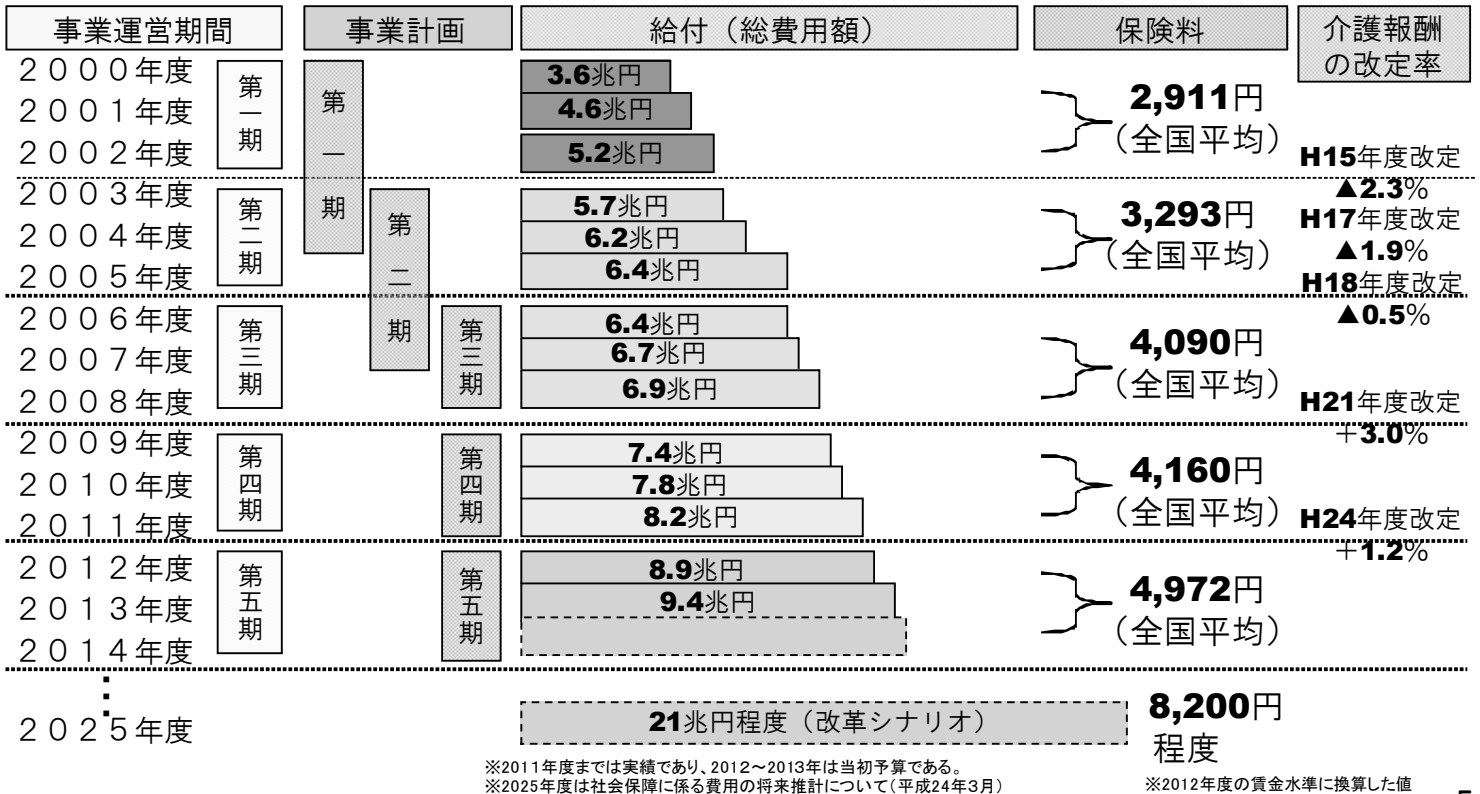 事業運営期間
事業計画
給付（総費用額）
保険料
介護報酬
の改定率
２０００年度
２００１年度
２００２年度
第一期
第一期
3.6兆円
4.6兆円
5.2兆円
2,911円
（全国平均）
H15年度改定
▲2.3%
２００３年度
２００４年度
２００５年度
第二期
第二期
5.7兆円
6.2兆円
6.4兆円
3,293円
（全国平均）
H17年度改定
▲1.9%
H18年度改定
▲0.5%
２００６年度
２００７年度
２００８年度
第三期
第三期
6.4兆円
6.7兆円
6.9兆円
4,090円
（全国平均）
H21年度改定
＋3.0%
２００９年度
２０１０年度
２０１１年度
第四期
第四期
7.4兆円
7.8兆円
8.2兆円
4,160円
（全国平均）
H24年度改定
＋1.2%
２０１２年度
２０１３年度
２０１４年度
第五期
第五期
8.9兆円
9.4兆円
4,972円
（全国平均）
２０２５年度
21兆円程度（改革シナリオ）
8,200円
程度
※2011年度までは実績であり、2012～2013年は当初予算である。
※2025年度は社会保障に係る費用の将来推計について（平成24年3月）
※2012年度の賃金水準に換算した値